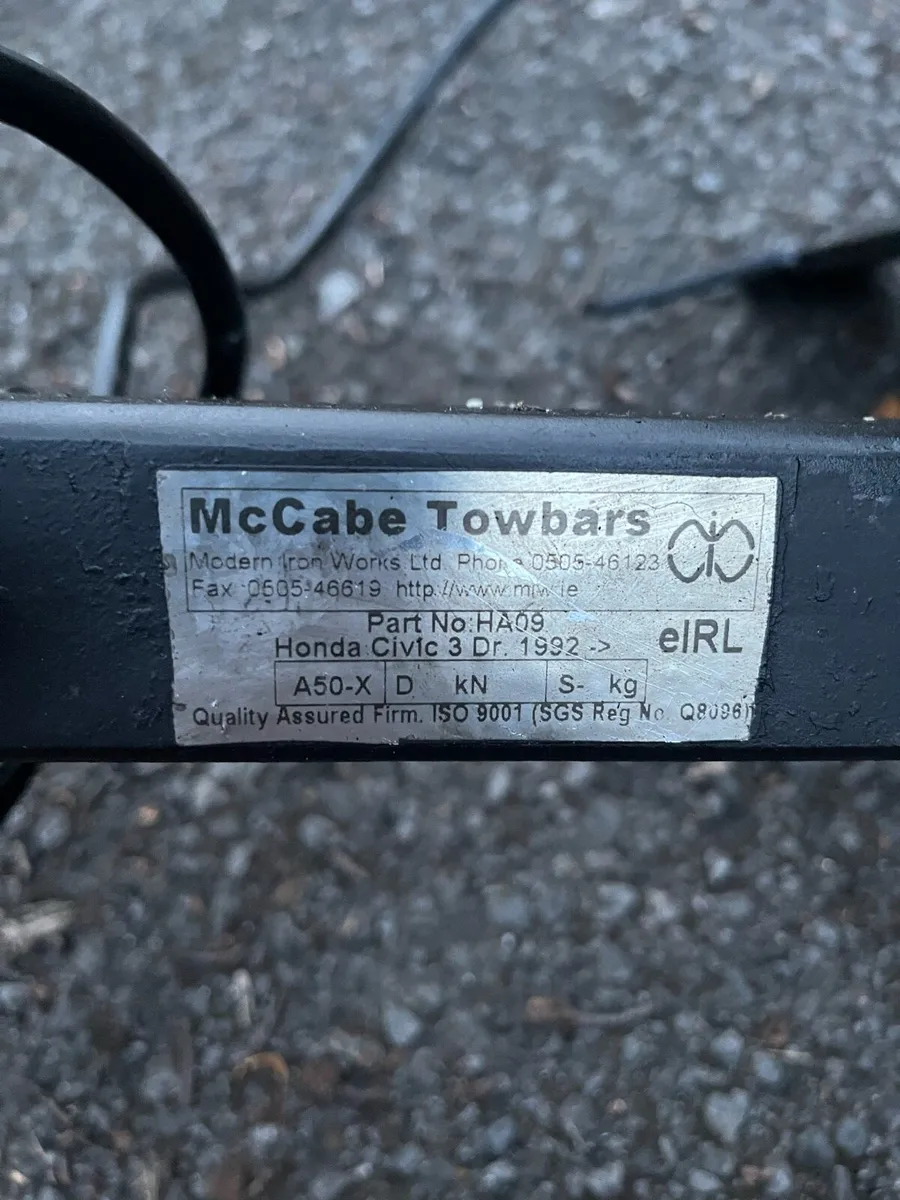 McCabe Towbars
Modern Iron Works Ltd. Phone 0505-46123
Fax 0505-46619 http://www.miw.ie
Part No:HA09
Honda Civic 3 Dr. 1992 ->
eIRL
A50-X D kN S- kg
Quality Assured Firm. ISO 9001 (SGS Reg No. Q8096)